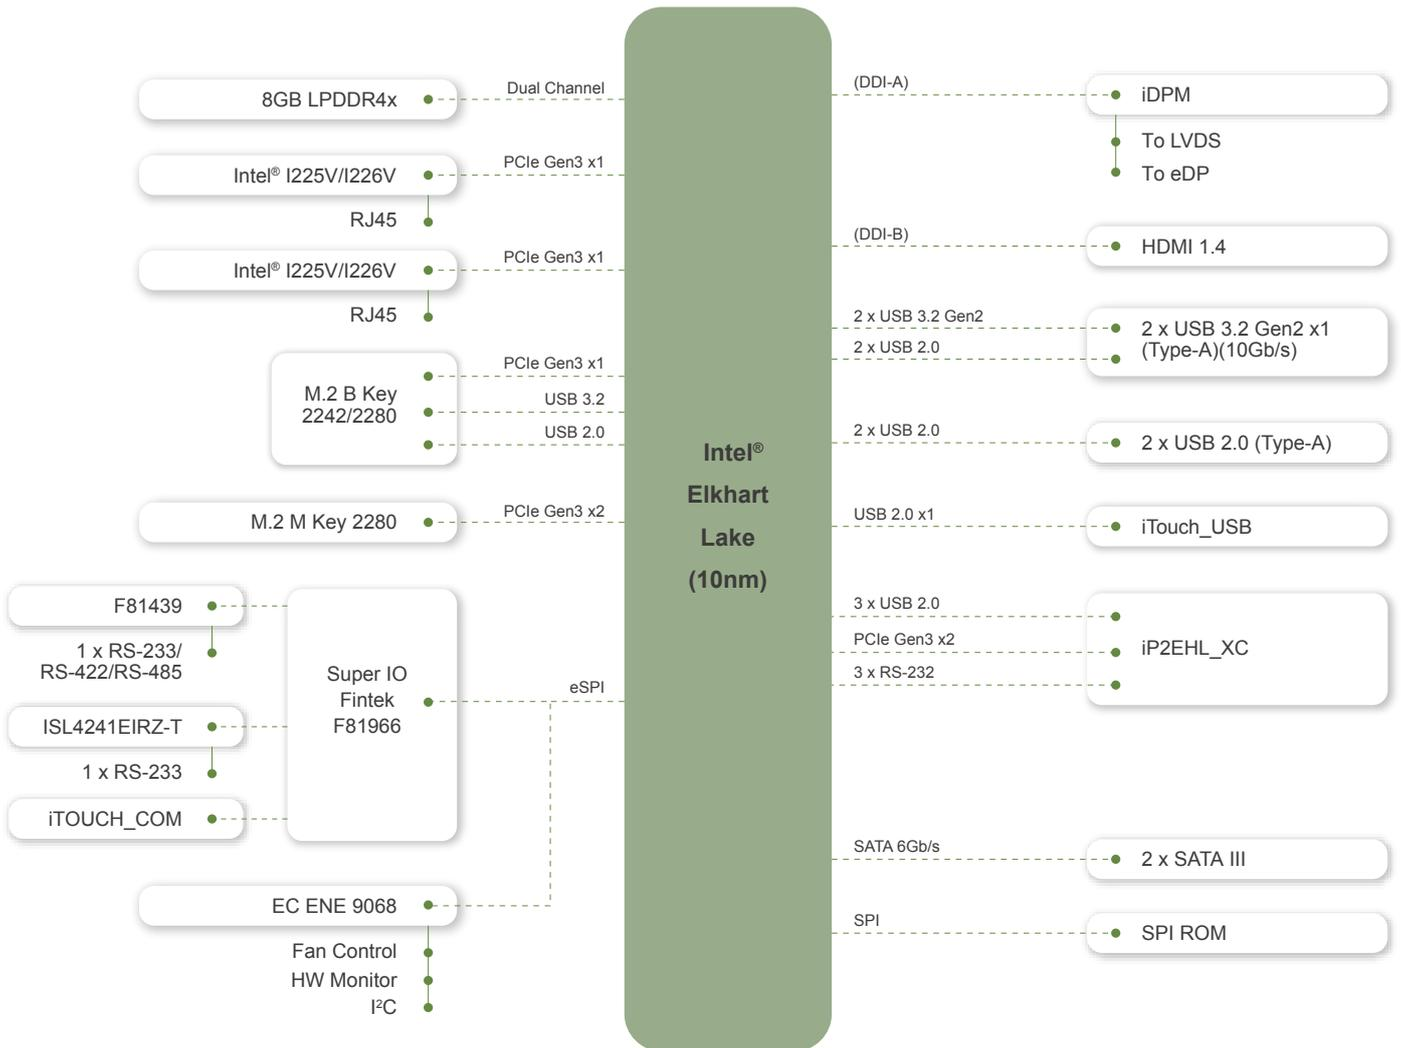 Dual Channel
8GB LPDDR4x
PCIe Gen3 x1
Intel® I225V/I226V
RJ45
PCIe Gen3 x1
Intel® I225V/I226V
RJ45
PCIe Gen3 x1
M.2 B Key
2242/2280
USB 3.2
USB 2.0
PCIe Gen3 x2
M.2 M Key 2280
F81439
1 x RS-233/
RS-422/RS-485
ISL4241EIRZ-T
1 x RS-233
iTOUCH_COM
Super IO
Fintek
F81966
eSPI
EC ENE 9068
Fan Control
HW Monitor
I²C
Intel®
Elkhart
Lake
(10nm)
(DDI-A)
iDPM
To LVDS
To eDP
(DDI-B)
HDMI 1.4
2 x USB 3.2 Gen2
2 x USB 2.0
2 x USB 3.2 Gen2 x1
(Type-A)(10Gb/s)
2 x USB 2.0
2 x USB 2.0 (Type-A)
USB 2.0 x1
iTouch_USB
3 x USB 2.0
PCIe Gen3 x2
3 x RS-232
iP2EHL_XC
SATA 6Gb/s
2 x SATA III
SPI
SPI ROM